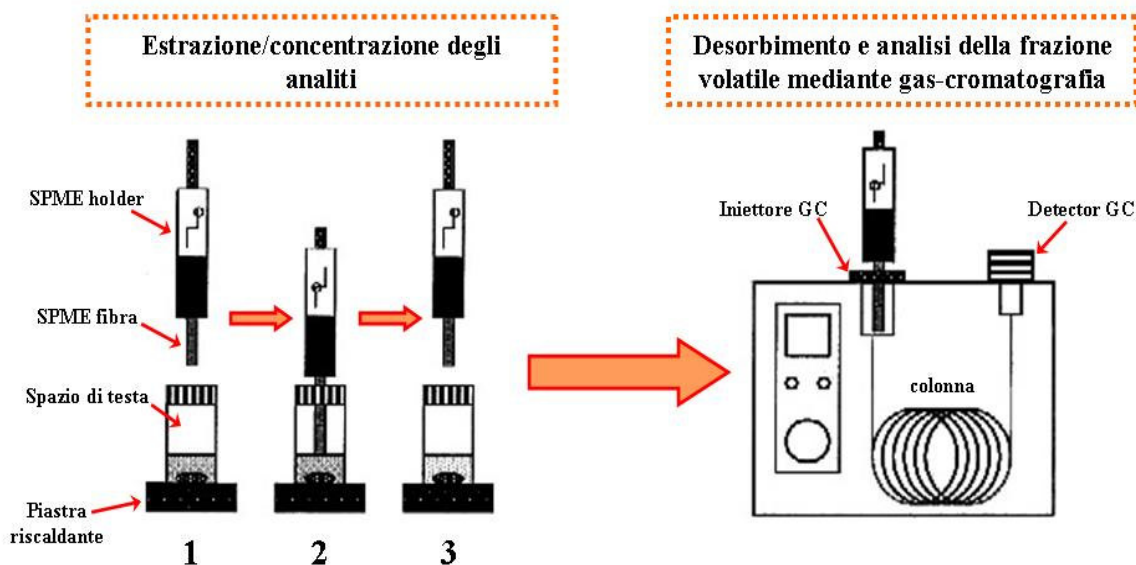 Estrazione/concentrazione degli
analiti
Desorbimento e analisi della frazione
volatile mediante gas-cromatografia
SPME holder
SPME fibra
Spazio di testa
Piastra
riscaldante
1
2
3
Iniettore GC
Detector GC
colonna